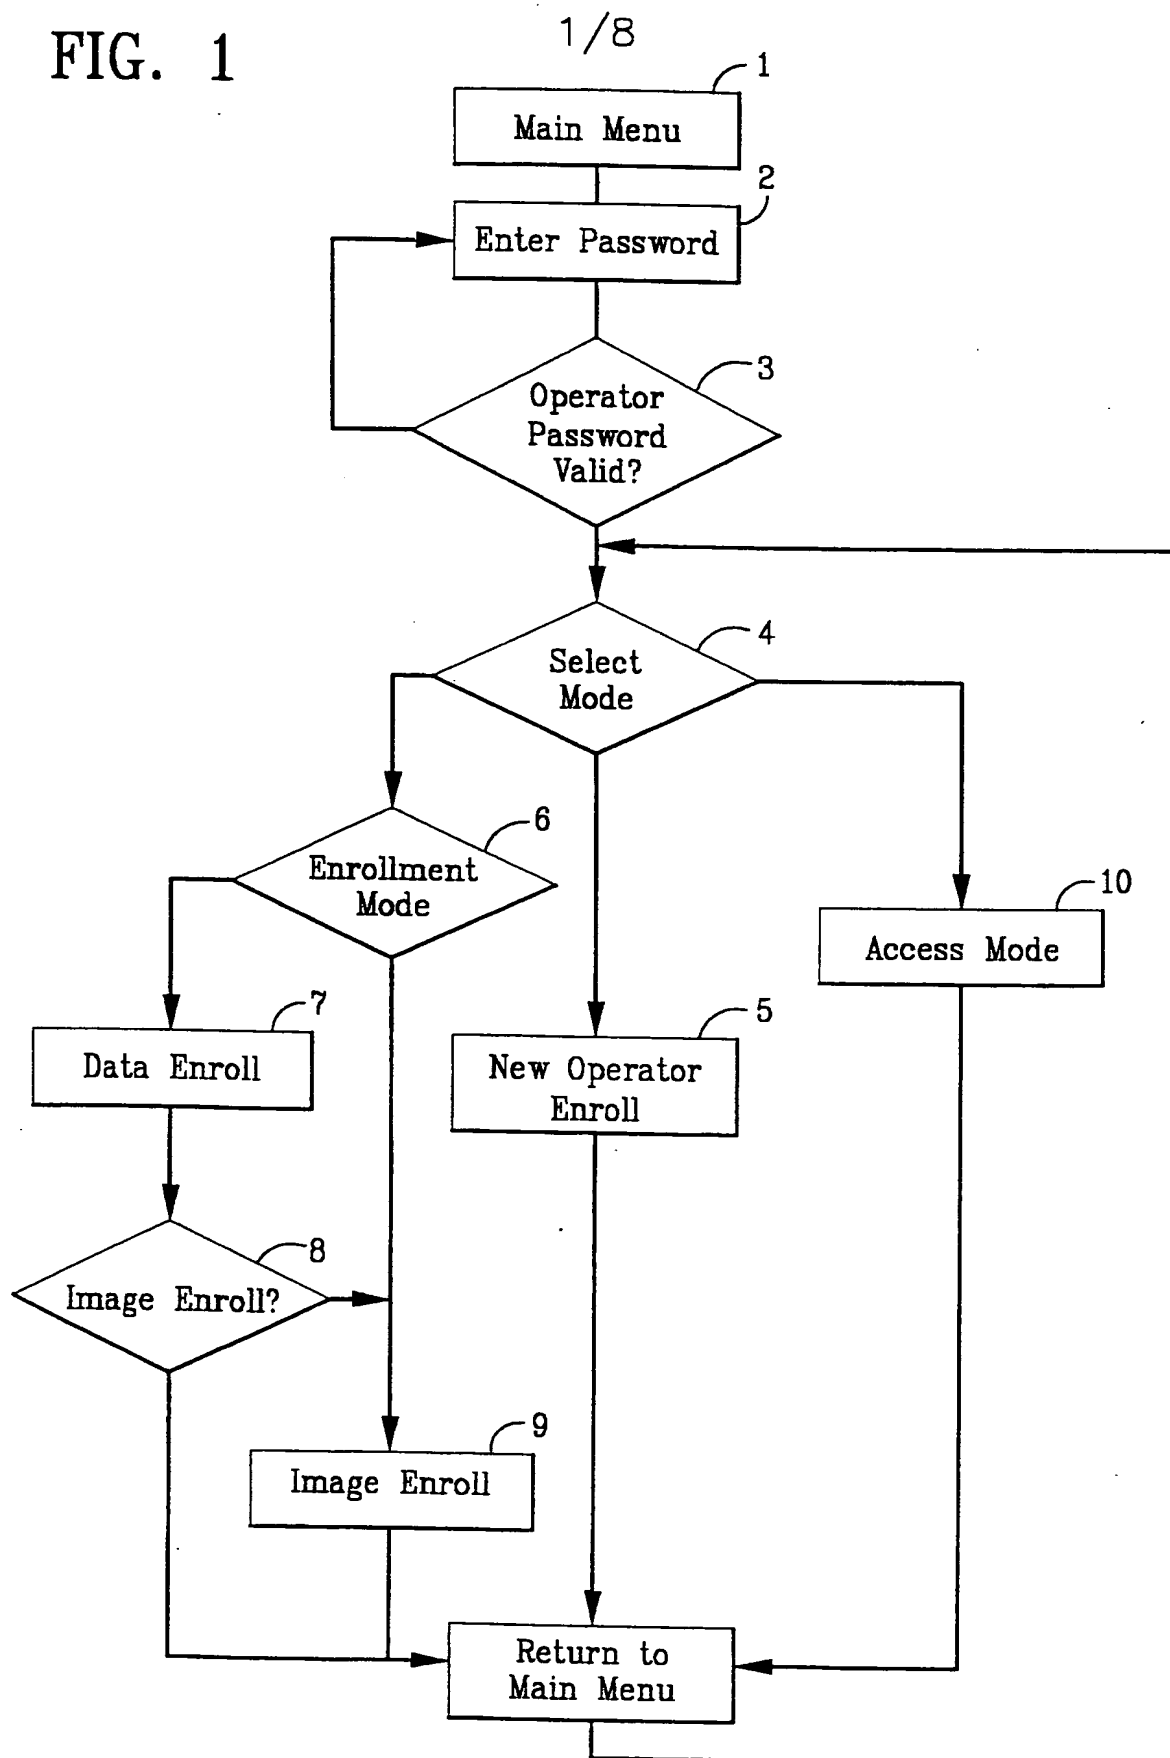 FIG. 1
1/8
1
Main Menu
2
Enter Password
3
Operator
Password
Valid?
4
Select
Mode
6
Enrollment
Mode
10
Access Mode
7
Data Enroll
5
New Operator
Enroll
8
Image Enroll?
9
Image Enroll
Return to
Main Menu